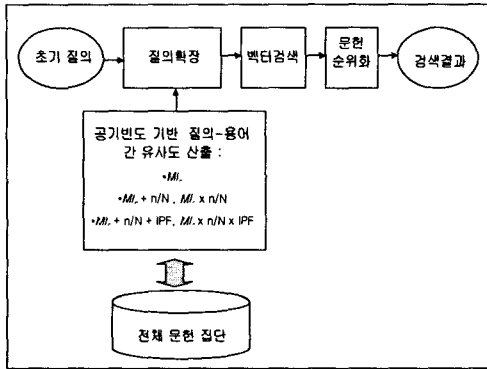 초기 질의
질의확장
벡터검색
문헌
순위화
검색결과
공기빈도 기반 질의-용어
간 유사도 산출 :
•MI.
•MI. + n/N , MI. x n/N
•MI. + n/N + IPF, MI. x n/N x IPF
전체 문헌 집단